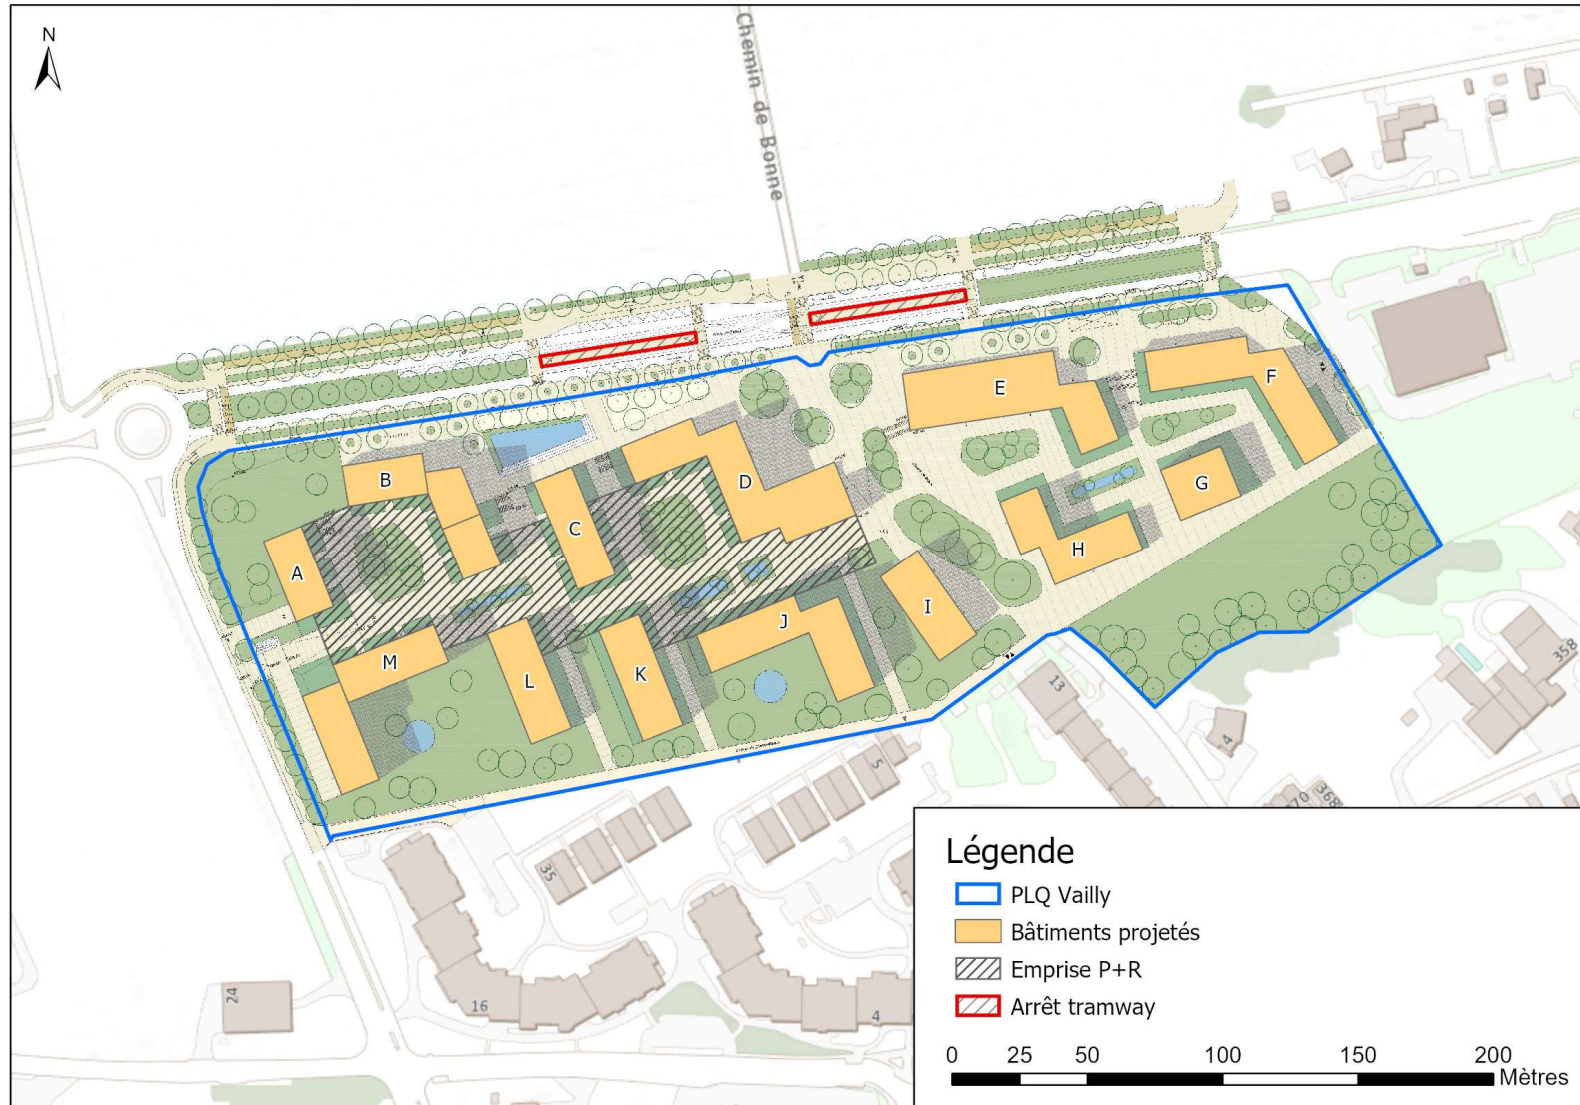 N
Chemin de Bonne
B
A
C
D
E
F
G
H
I
J
K
L
M
13
4
358
370
368
5
35
16
4
24
Légende
PLQ Vailly
Bâtiments projetés
Emprise P+R
Arrêt tramway
0 25 50 100 150 200
Mètres